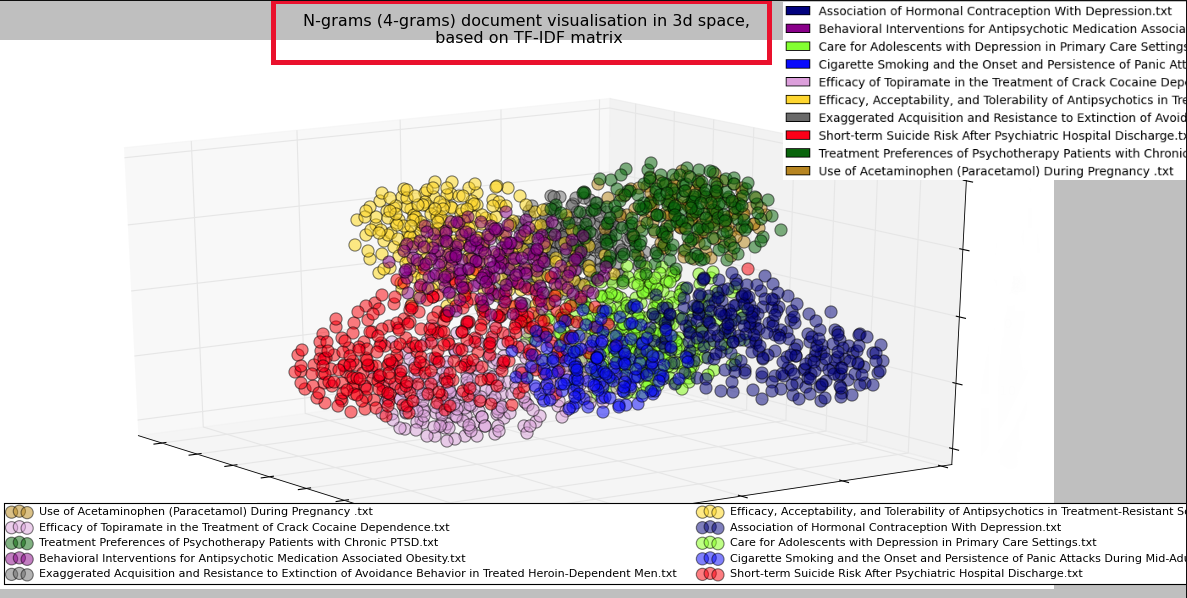 N-grams (4-grams) document visualisation in 3d space,
based on TF-IDF matrix
Association of Hormonal Contraception With Depression.txt
Behavioral Interventions for Antipsychotic Medication Associa
Care for Adolescents with Depression in Primary Care Settings
Cigarette Smoking and the Onset and Persistence of Panic Att
Efficacy of Topiramate in the Treatment of Crack Cocaine Depe
Efficacy, Acceptability, and Tolerability of Antipsychotics in Tre
Exaggerated Acquisition and Resistance to Extinction of Avoid
Short-term Suicide Risk After Psychiatric Hospital Discharge.tx
Treatment Preferences of Psychotherapy Patients with Chronic
Use of Acetaminophen (Paracetamol) During Pregnancy .txt
Use of Acetaminophen (Paracetamol) During Pregnancy .txt
Efficacy of Topiramate in the Treatment of Crack Cocaine Dependence.txt
Treatment Preferences of Psychotherapy Patients with Chronic PTSD.txt
Behavioral Interventions for Antipsychotic Medication Associated Obesity.txt
Exaggerated Acquisition and Resistance to Extinction of Avoidance Behavior in Treated Heroin-Dependent Men.txt
Efficacy, Acceptability, and Tolerability of Antipsychotics in Treatment-Resistant S
Association of Hormonal Contraception With Depression.txt
Care for Adolescents with Depression in Primary Care Settings.txt
Cigarette Smoking and the Onset and Persistence of Panic Attacks During Mid-Adu
Short-term Suicide Risk After Psychiatric Hospital Discharge.txt